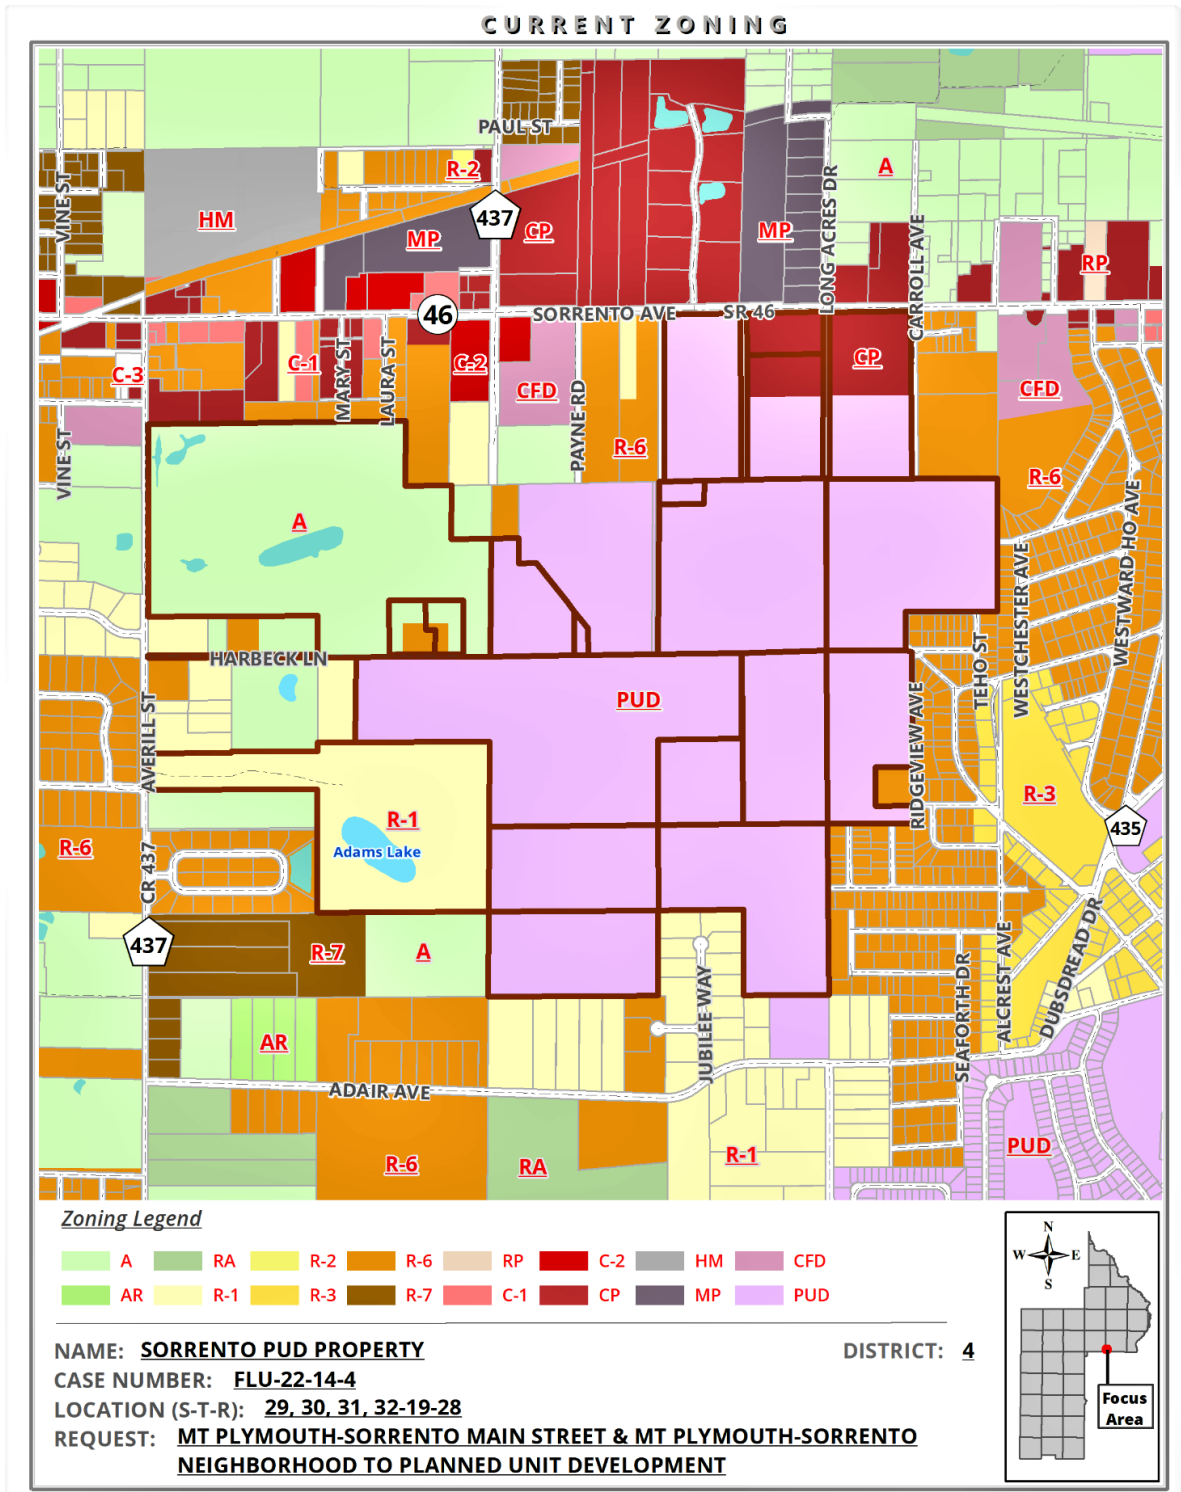 CURRENT ZONING
PAUL ST
R-2
A
VINE ST
HM
437
MP
CP
MP
LONG ACRES DR
CARROLL AVE
RP
46
SORRENTO AVE
SR 46
C-3
C-1
MARY ST
LAURA ST
C-2
CFD
PAYNE RD
CP
CFD
VINE ST
R-6
R-6
A
WESTCHESTER AVE
WESTWARD HO AVE
HARBECK LN
TEHO ST
PUD
AVERILL ST
RIDGEVIEW AVE
R-3
R-1
Adams Lake
435
R-6
CR 437
437
R-7
A
JUBILEE WAY
SEAFORTH DR
ALCREST AVE
DUBSDREAD DR
AR
ADAIR AVE
R-6
RA
R-1
PUD
Zoning Legend
A RA R-2 R-6 RP C-2 HM CFD
AR R-1 R-3 R-7 C-1 CP MP PUD
NAME: SORRENTO PUD PROPERTY DISTRICT: 4
CASE NUMBER: FLU-22-14-4
LOCATION (S-T-R): 29, 30, 31, 32-19-28
REQUEST: MT PLYMOUTH-SORRENTO MAIN STREET & MT PLYMOUTH-SORRENTO
NEIGHBORHOOD TO PLANNED UNIT DEVELOPMENT
N
W E
S
Focus
Area